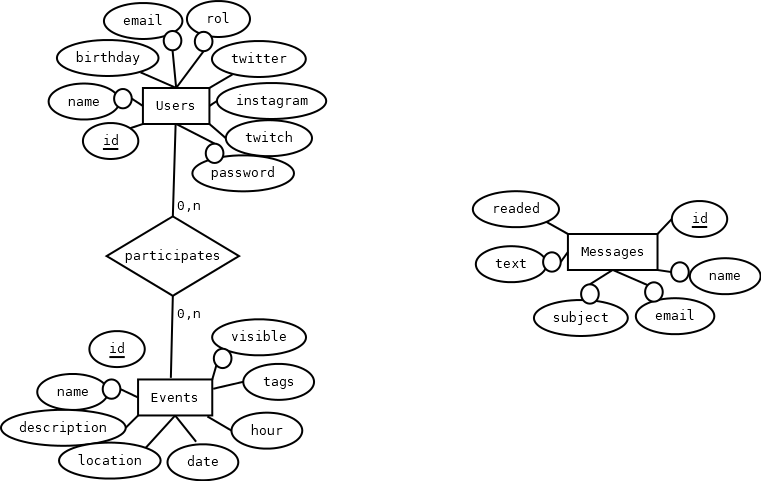 email
rol
birthday
twitter
name
Users
instagram
id
twitch
password
0,n
participates
0,n
id
visible
name
Events
tags
description
hour
location
date
readed
id
text
Messages
name
subject
email